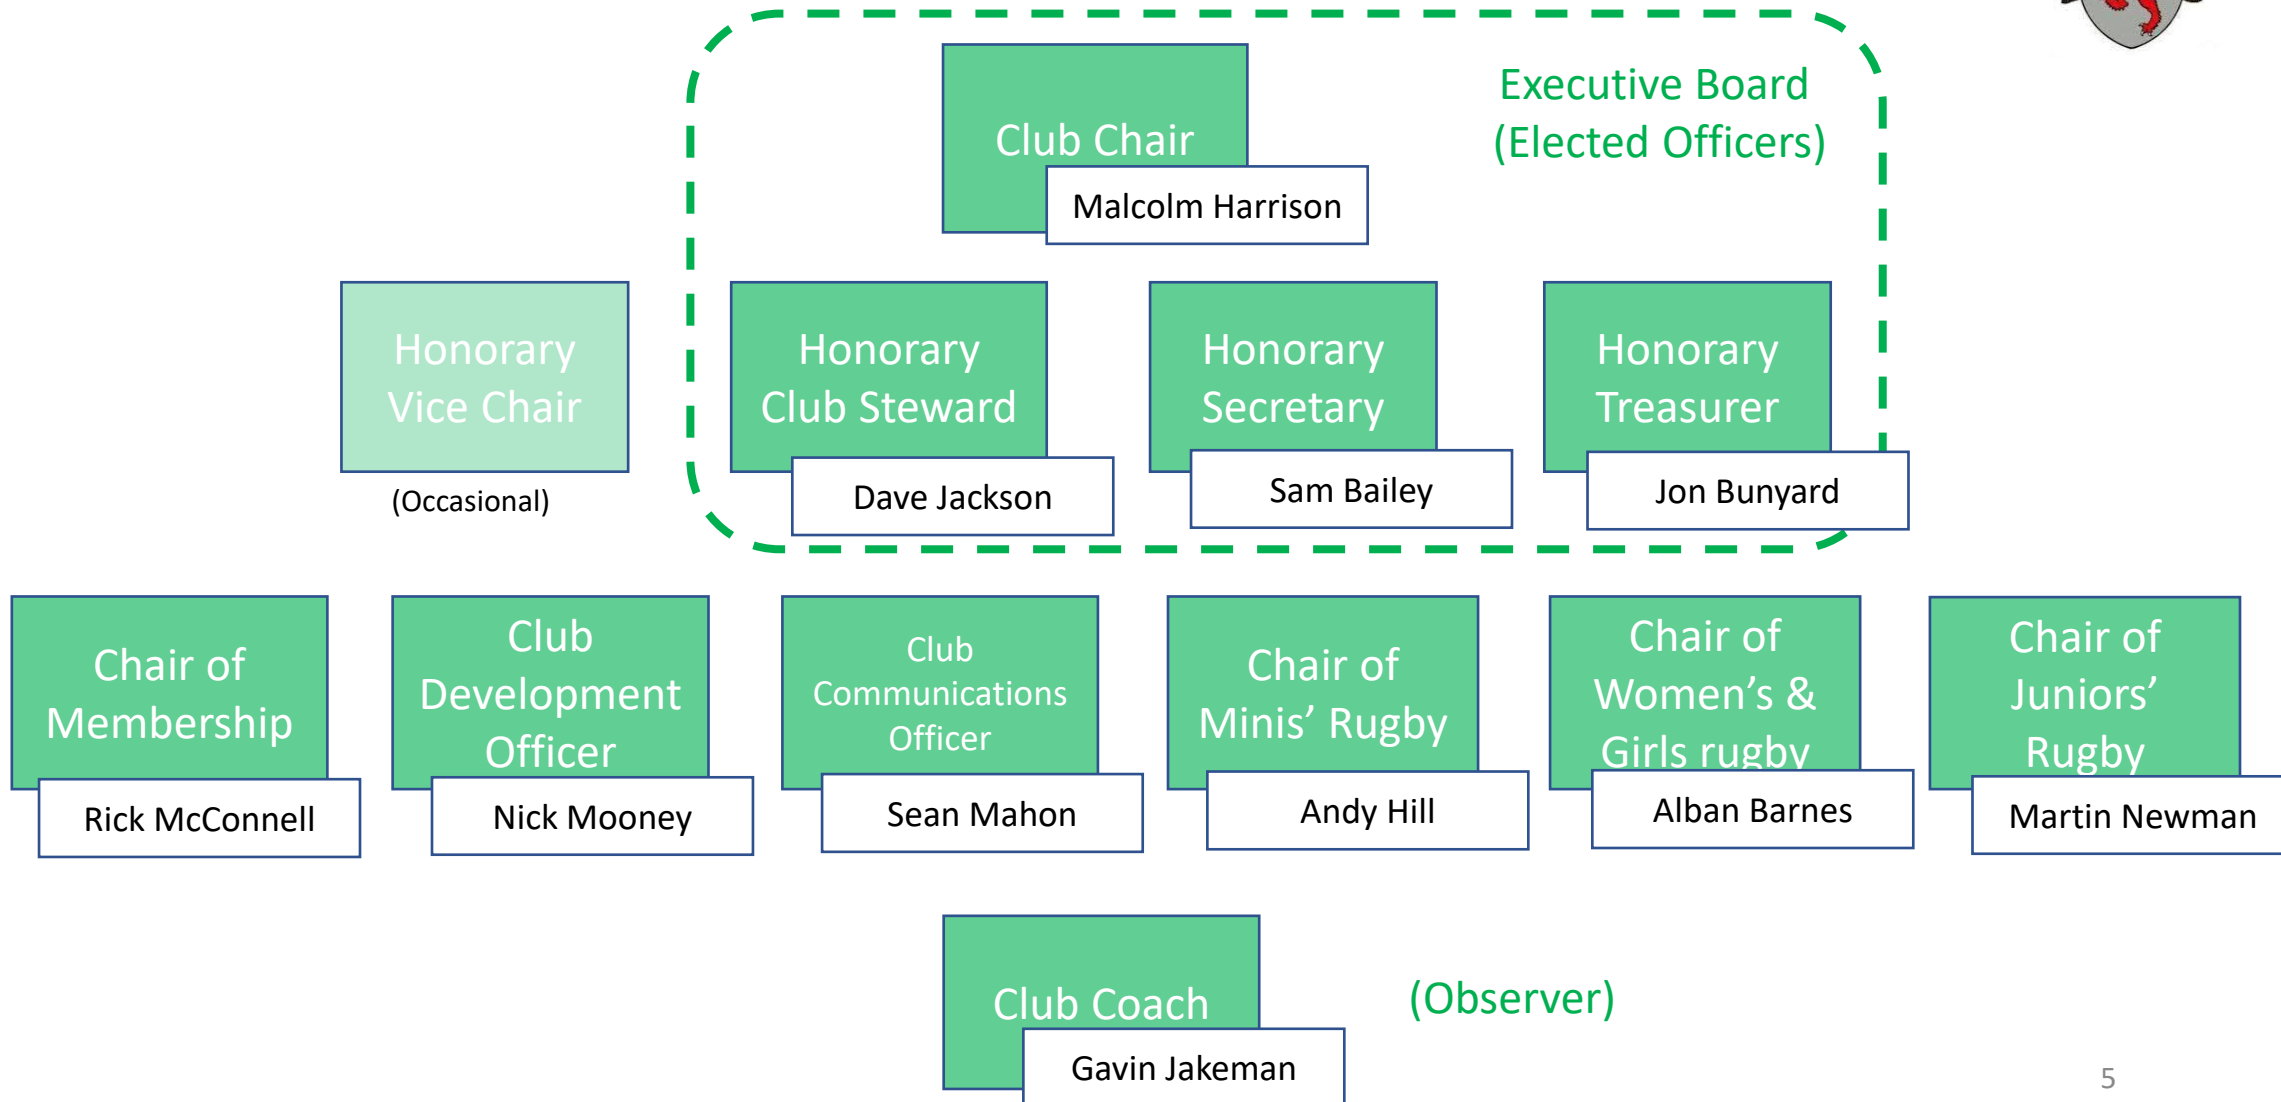 Executive Board
(Elected Officers)
Club Chair
Malcolm Harrison
Honorary
Vice Chair
(Occasional)
Honorary
Club Steward
Dave Jackson
Honorary
Secretary
Sam Bailey
Honorary
Treasurer
Jon Bunyard
Chair of
Membership
Rick McConnell
Club
Development
Officer
Nick Mooney
Club
Communications
Officer
Sean Mahon
Chair of
Minis’ Rugby
Andy Hill
Chair of
Women’s &
Girls rugby
Alban Barnes
Chair of
Juniors’
Rugby
Martin Newman
Club Coach
Gavin Jakeman
(Observer)
5